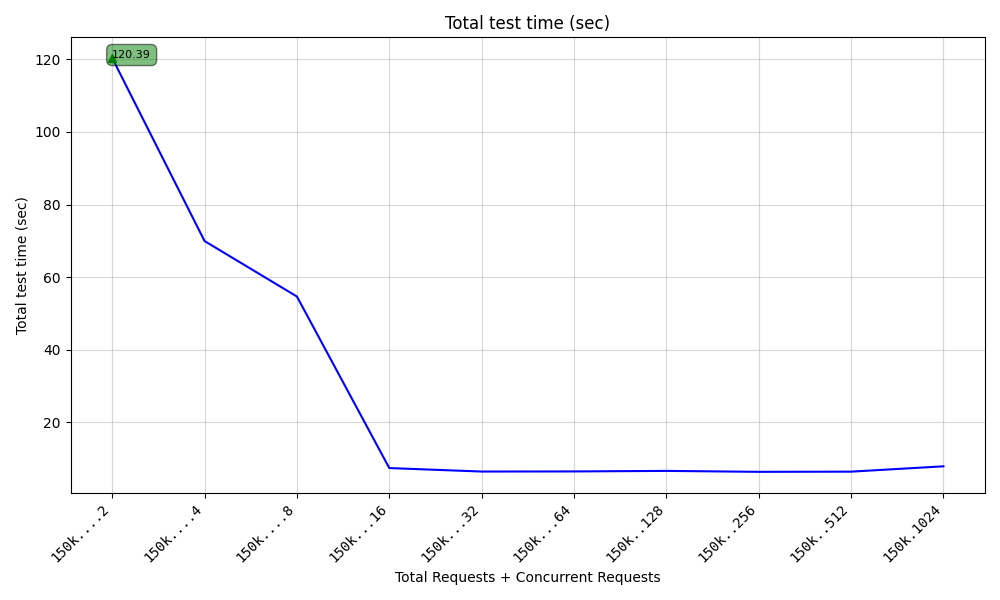 Total test time (sec)
120.39
120
100
80
60
40
20
Total test time (sec)
150k....2
150k....4
150k....8
150k...16
150k...32
150k...64
150k..128
150k..256
150k..512
150k.1024
Total Requests + Concurrent Requests